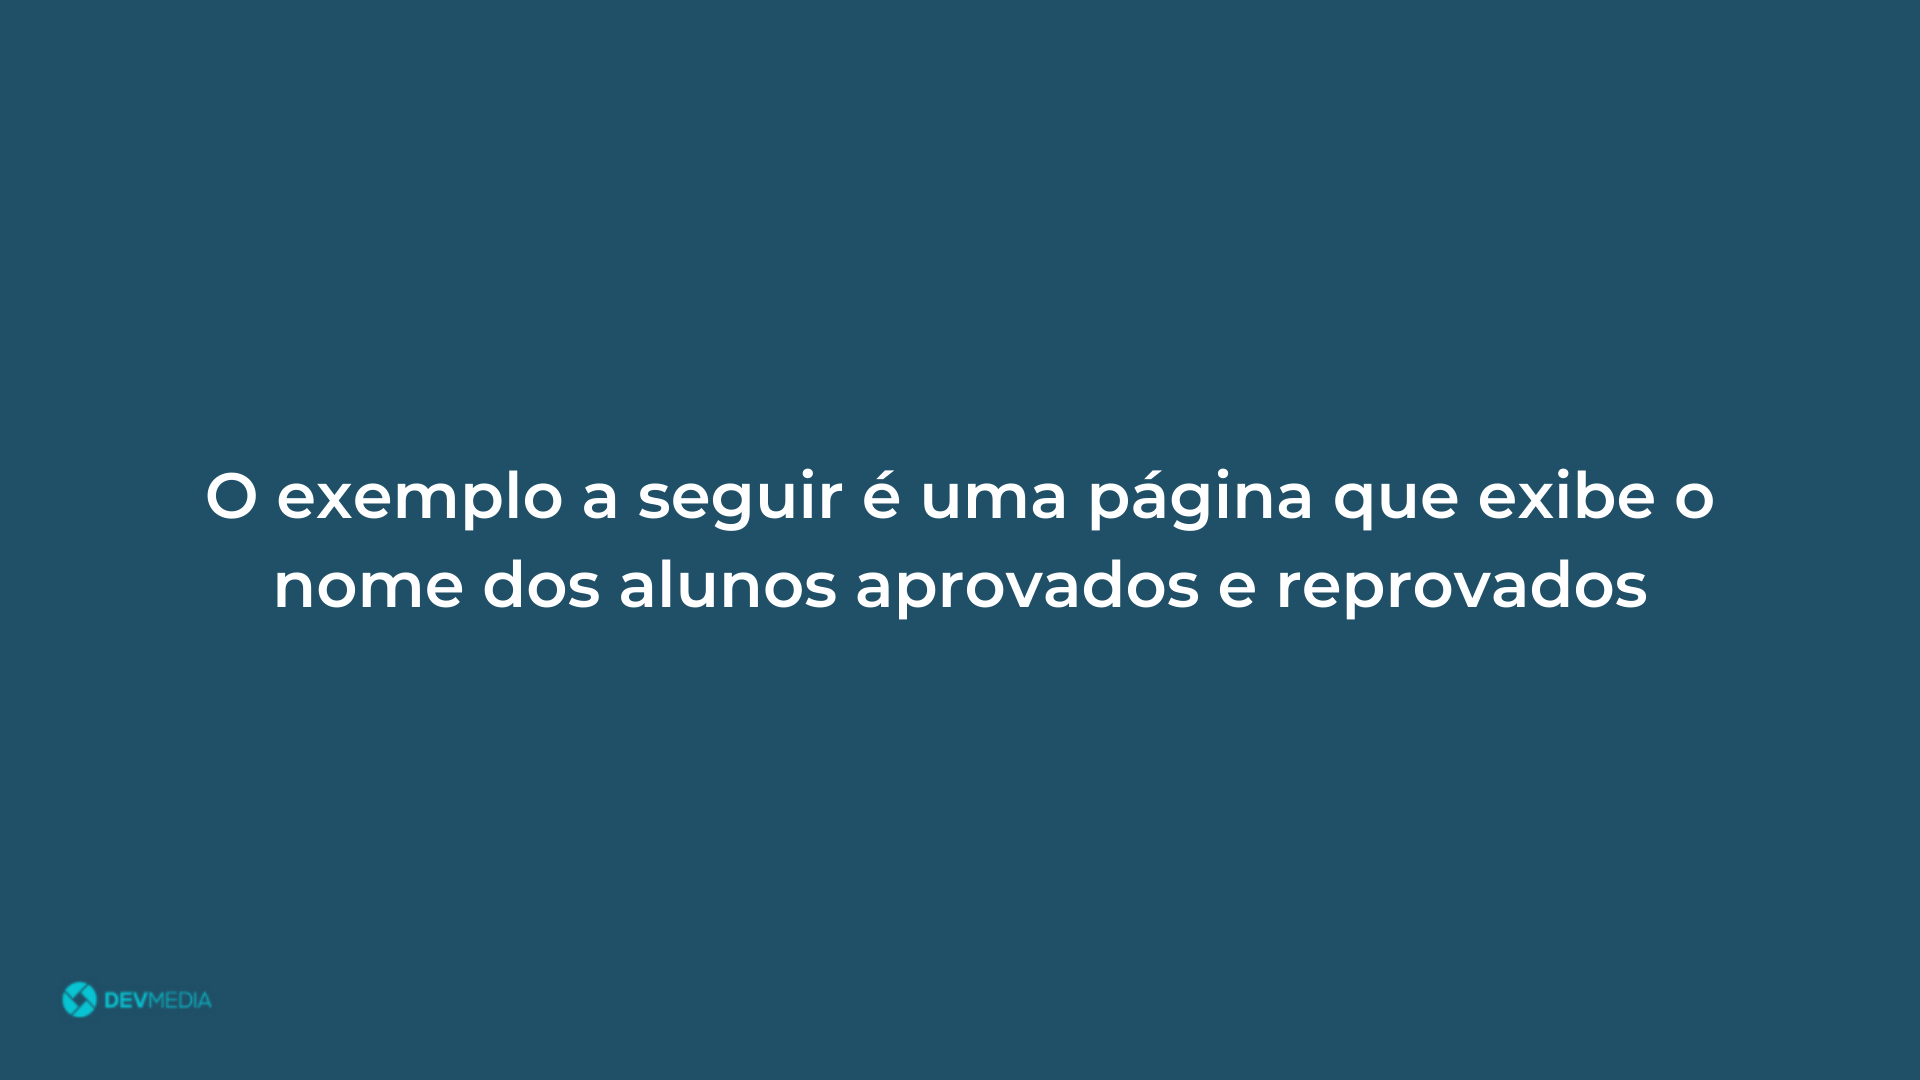 O exemplo a seguir é uma página que exibe o
nome dos alunos aprovados e reprovados
DEVMEDIA